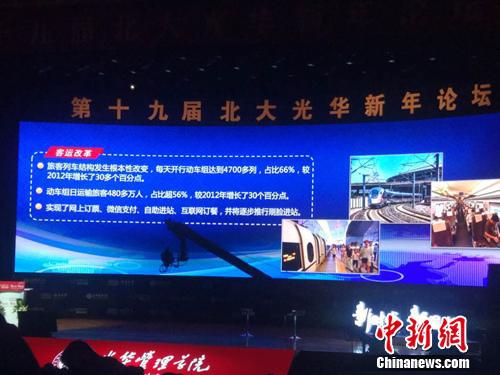 第十九届北大光华新年论坛
客运改革
旅客列车结构发生根本性改变，每天开行动车组达到4700多列，占比66%，较
2012年增长了30多个百分点。
动车组日运输旅客480多万人，占比超56%，较2012年增长了30个百分点。
实现了网上订票、微信支付、自助进站、互联网订餐，并将逐步推行刷脸进站。
华管理学院
中新网
Chinanews.com